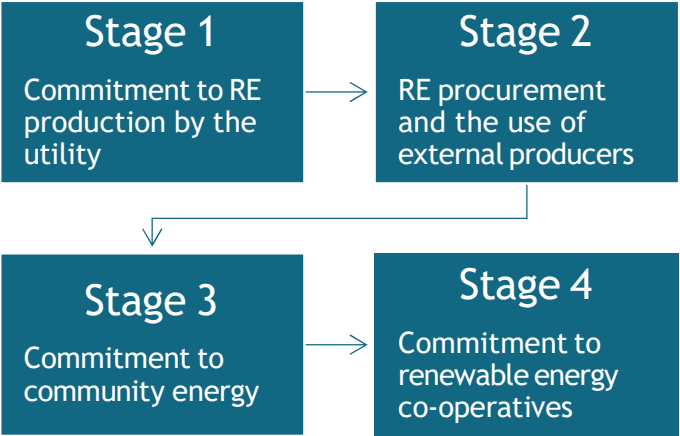 Stage 1
Commitment to RE
production by the
utility
Stage 2
RE procurement
and the use of
external producers
Stage 3
Commitment to
community energy
Stage 4
Commitment to
renewable energy
co-operatives